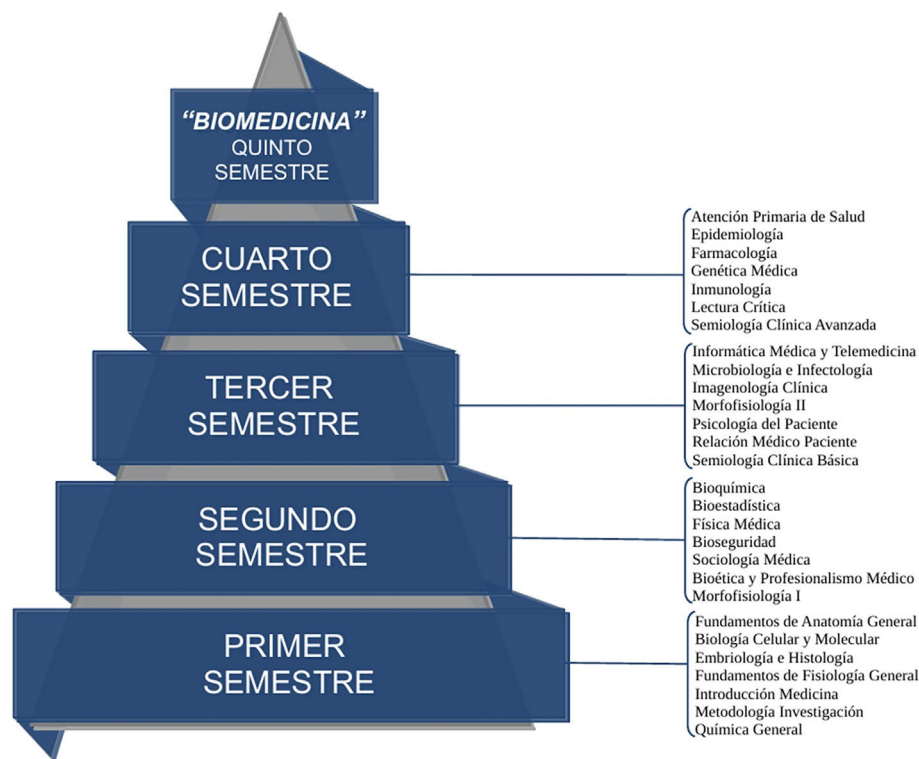 “BIOMEDICINA”
QUINTO
SEMESTRE
CUARTO
SEMESTRE
Atención Primaria de Salud
Epidemiología
Farmacología
Genética Médica
Inmunología
Lectura Crítica
Semiología Clínica Avanzada
TERCER
SEMESTRE
Informática Médica y Telemedicina
Microbiología e Infectología
Imagenología Clínica
Morfofisiología II
Psicología del Paciente
Relación Médico Paciente
Semiología Clínica Básica
SEGUNDO
SEMESTRE
Bioquímica
Bioestadística
Física Médica
Bioseguridad
Sociología Médica
Bioética y Profesionalismo Médico
Morfofisiología I
PRIMER
SEMESTRE
Fundamentos de Anatomía General
Biología Celular y Molecular
Embriología e Histología
Fundamentos de Fisiología General
Introducción Medicina
Metodología Investigación
Química General